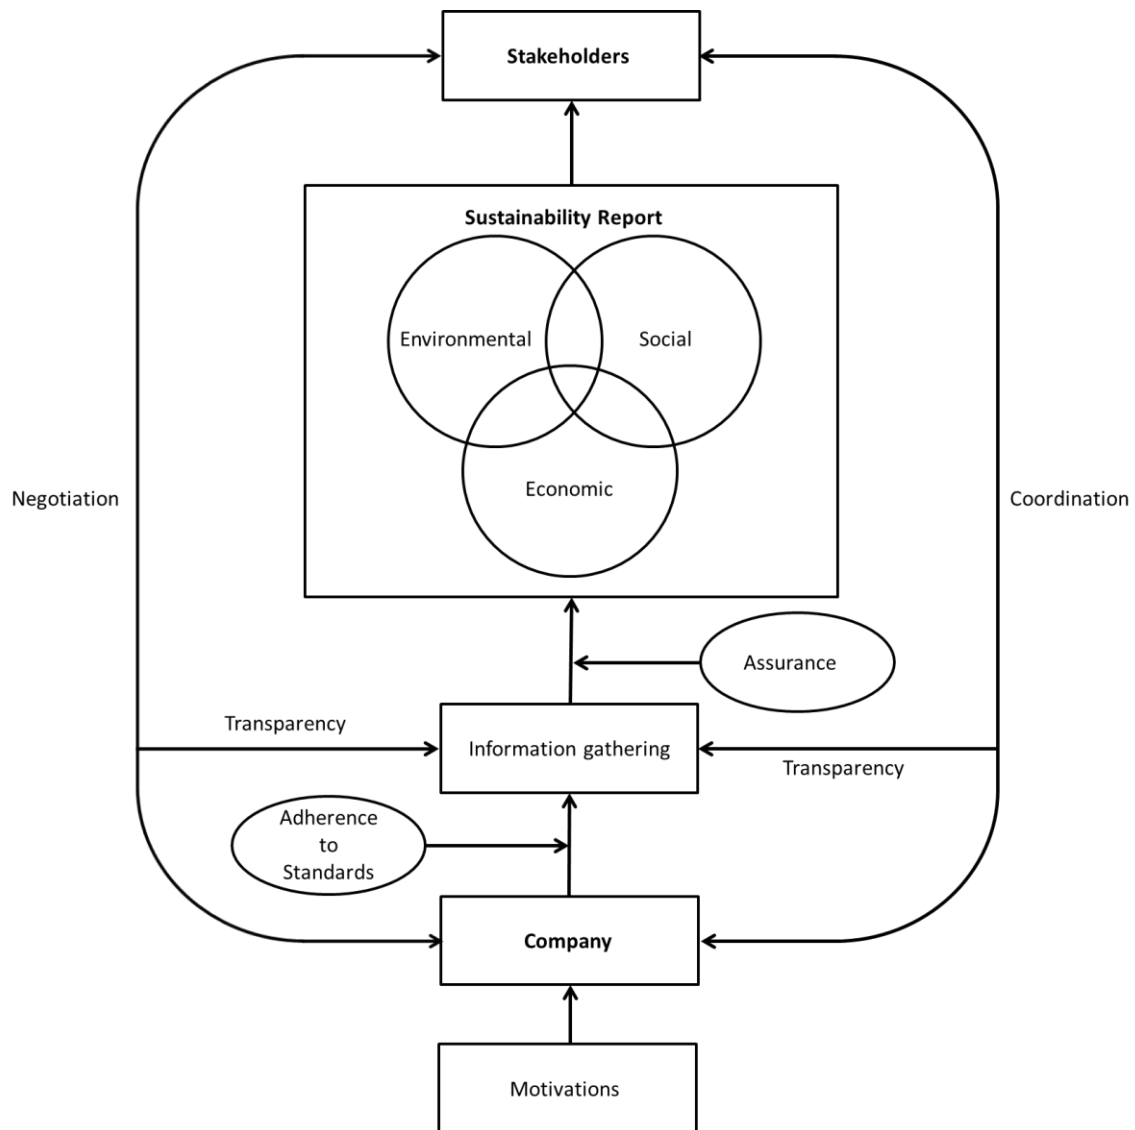 Stakeholders
Sustainability Report
Environmental
Social
Economic
Negotiation
Coordination
Assurance
Transparency
Information gathering
Transparency
Adherence
to
Standards
Company
Motivations